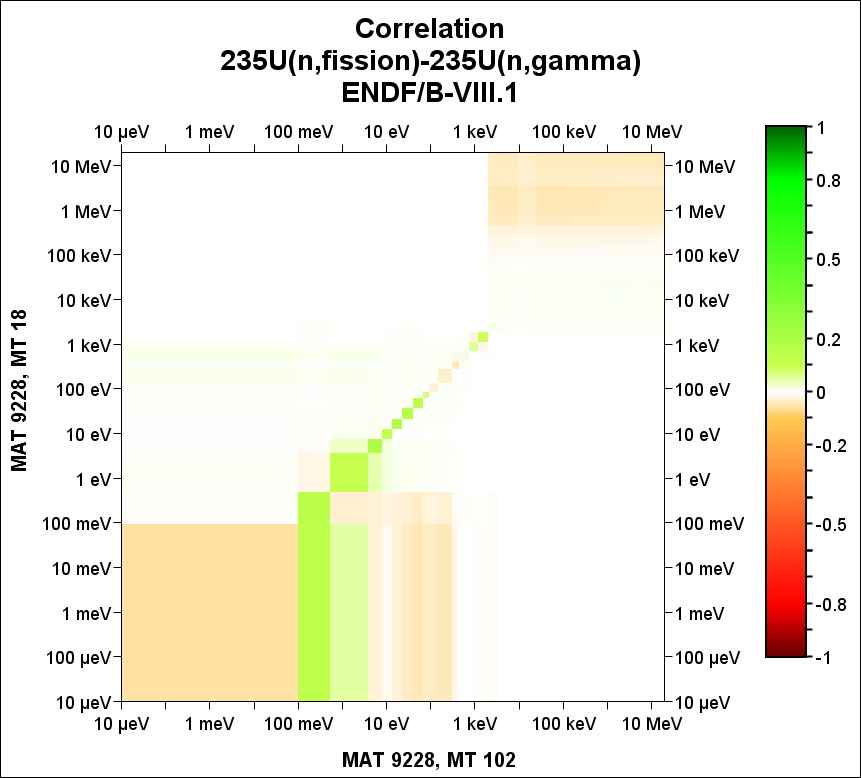 Correlation
235U(n,fission)-235U(n,gamma)
ENDF/B-VIII.1
10 µeV 1 meV 100 meV 10 eV 1 keV 100 keV 10 MeV
10 MeV 10 MeV
1 MeV 1 MeV
100 keV 100 keV
10 keV 10 keV
1 keV 1 keV
100 eV 100 eV
10 eV 10 eV
1 eV 1 eV
100 meV 100 meV
10 meV 10 meV
1 meV 1 meV
100 µeV 100 µeV
10 µeV 10 µeV
10 µeV 1 meV 100 meV 10 eV 1 keV 100 keV 10 MeV
MAT 9228, MT 18
MAT 9228, MT 102
1
0.8
0.5
0.2
0
-0.2
-0.5
-0.8
-1